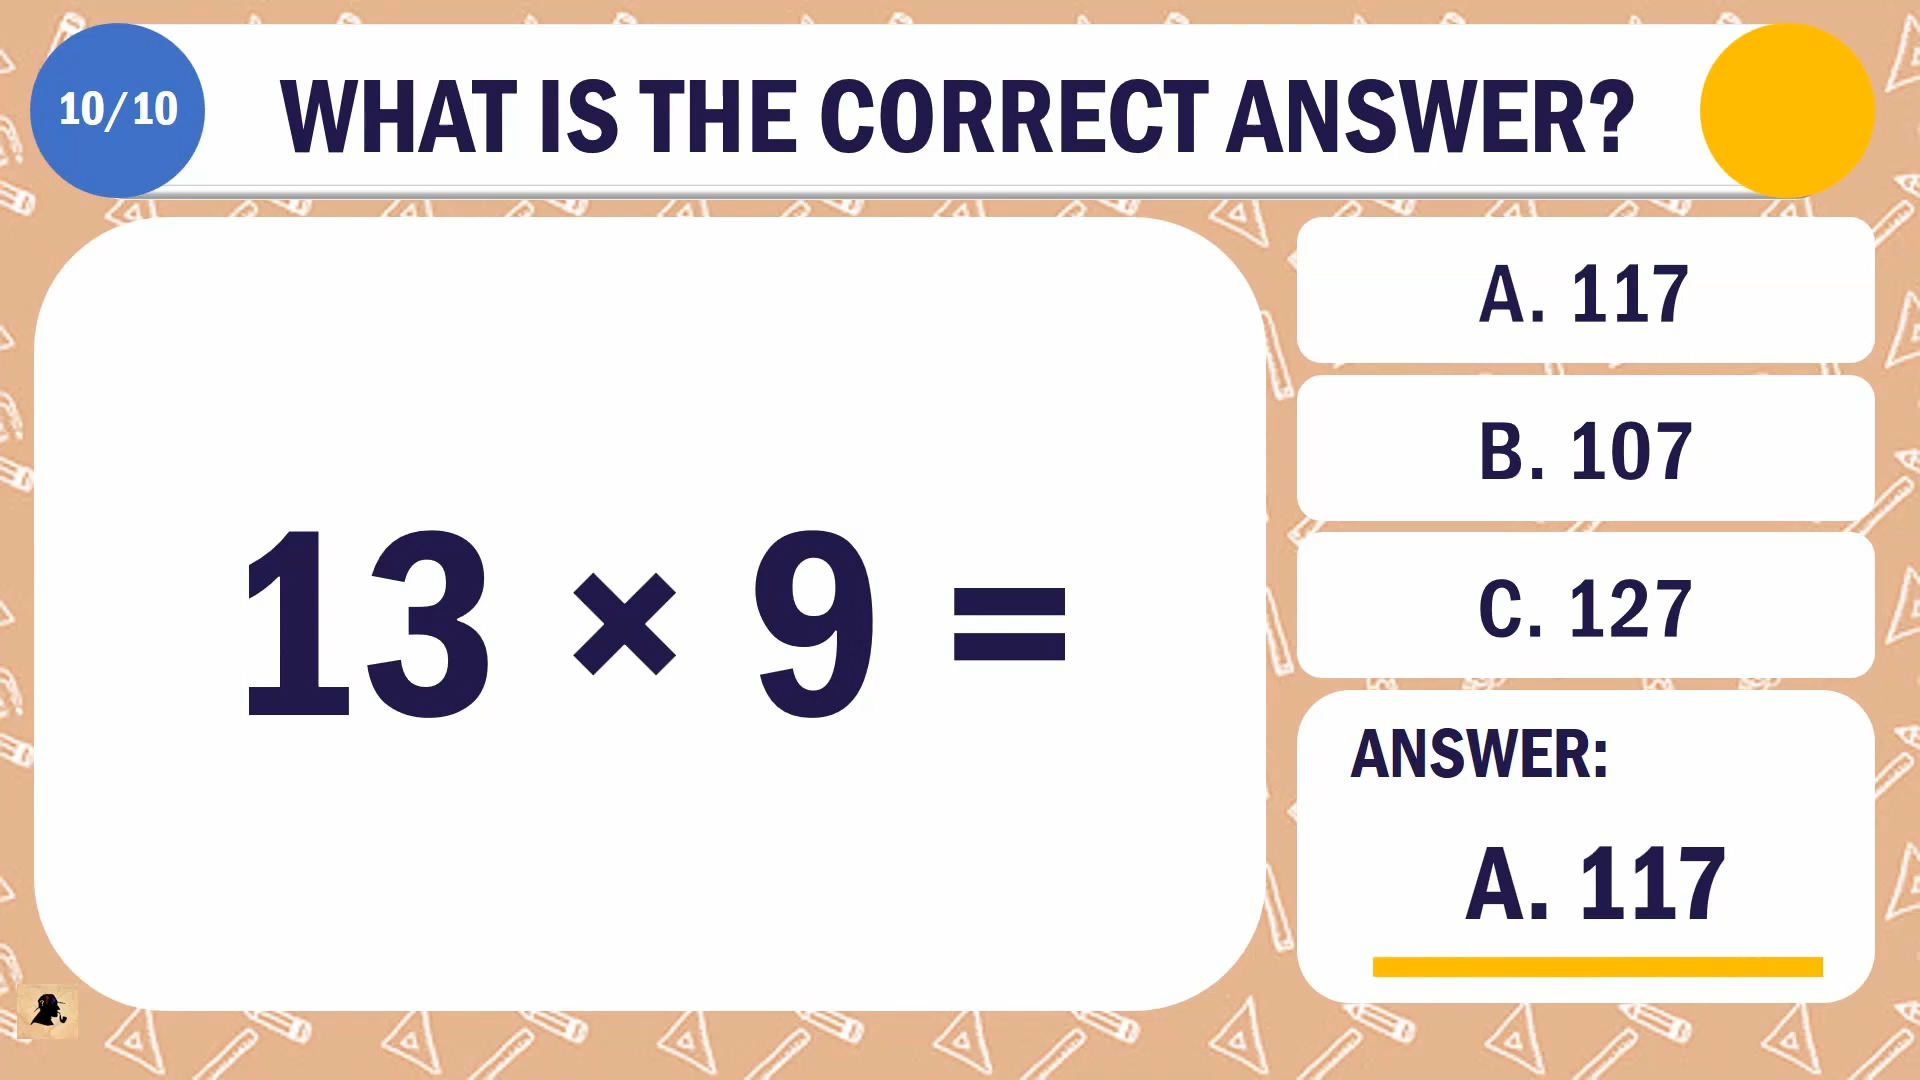 10/10
WHAT IS THE CORRECT ANSWER?
13 × 9 =
A. 117
B. 107
C. 127
ANSWER:
A. 117